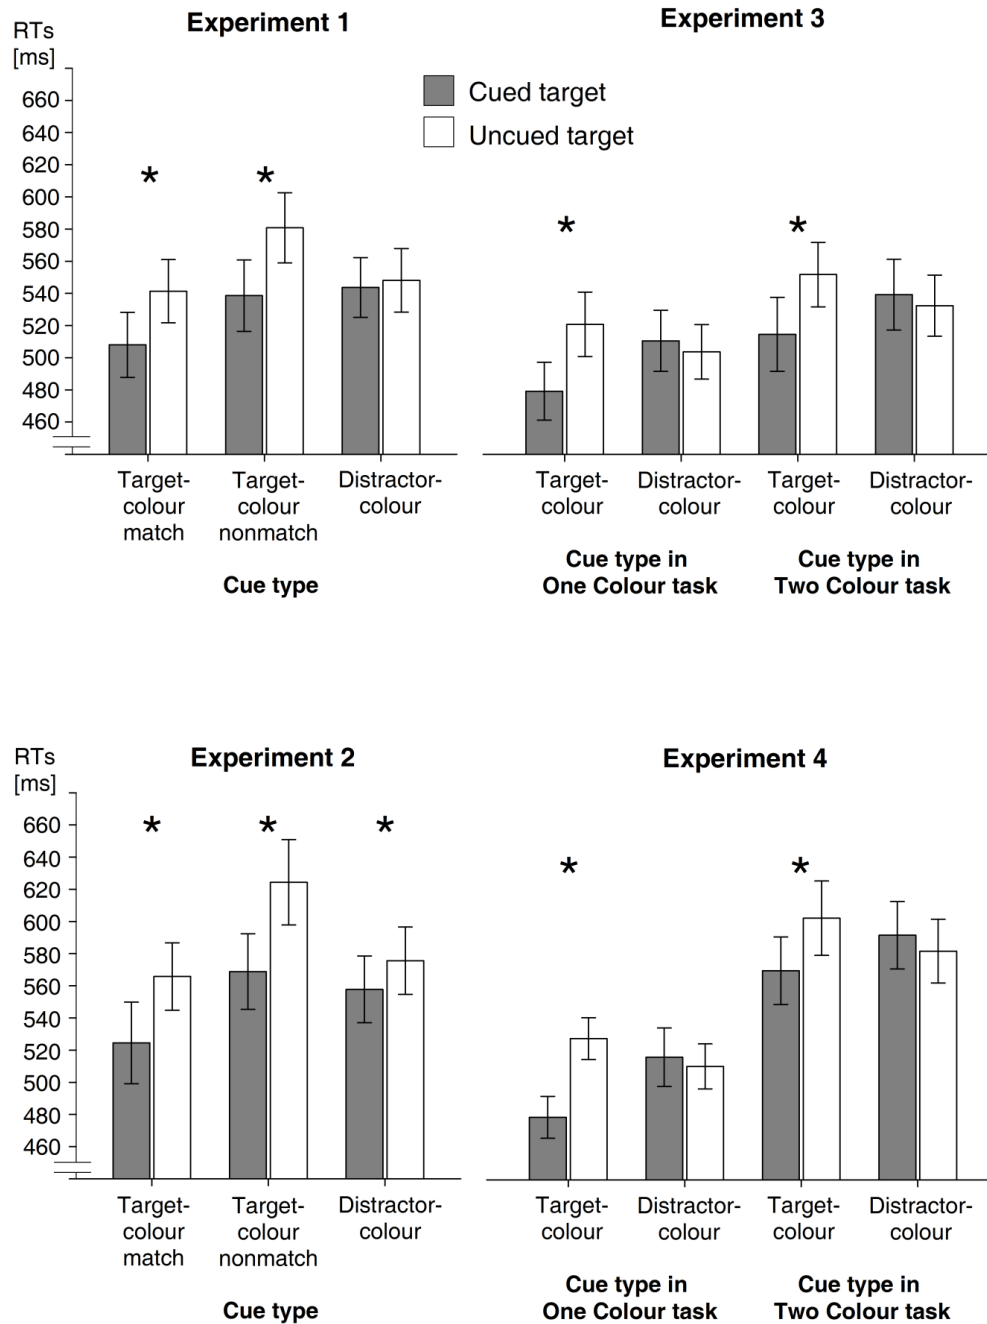 Experiment 1
Experiment 3
RTs
[ms]
Cued target
Uncued target
660
640
620
600
580
560
540
520
500
480
460
*
*
*
*
Target-
colour
match
Target-
colour
nonmatch
Distractor-
colour
Cue type
Target-
colour
Distractor-
colour
Target-
colour
Distractor-
colour
Cue type in
One Colour task
Cue type in
Two Colour task
RTs
[ms]
Experiment 2
Experiment 4
660
640
620
600
580
560
540
520
500
480
460
*
*
*
*
*
Target-
colour
match
Target-
colour
nonmatch
Distractor-
colour
Cue type
Target-
colour
Distractor-
colour
Target-
colour
Distractor-
colour
Cue type in
One Colour task
Cue type in
Two Colour task